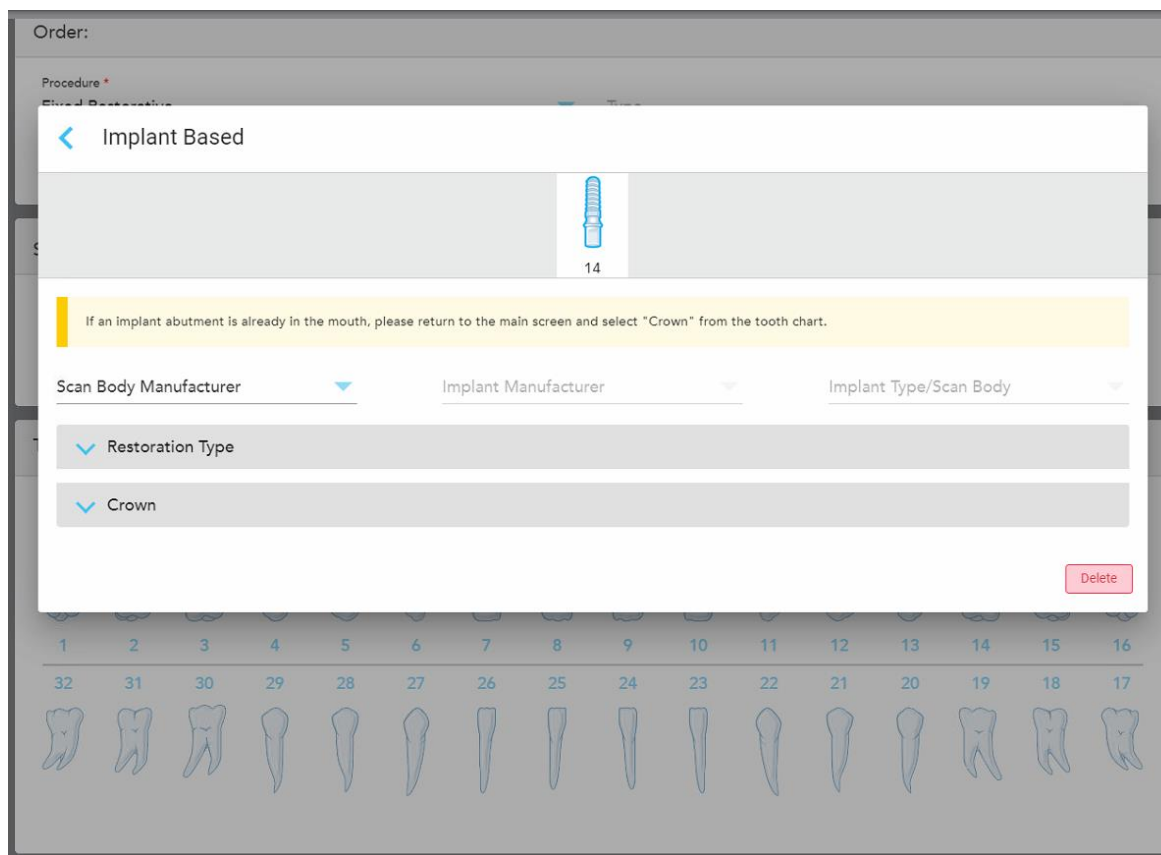 Order:
Procedure *
Fixed Restorative
Type
Implant Based
14
If an implant abutment is already in the mouth, please return to the main screen and select "Crown" from the tooth chart.
Scan Body Manufacturer
Implant Manufacturer
Implant Type/Scan Body
Restoration Type
Crown
Delete
1 2 3 4 5 6 7 8 9 10 11 12 13 14 15 16
32 31 30 29 28 27 26 25 24 23 22 21 20 19 18 17